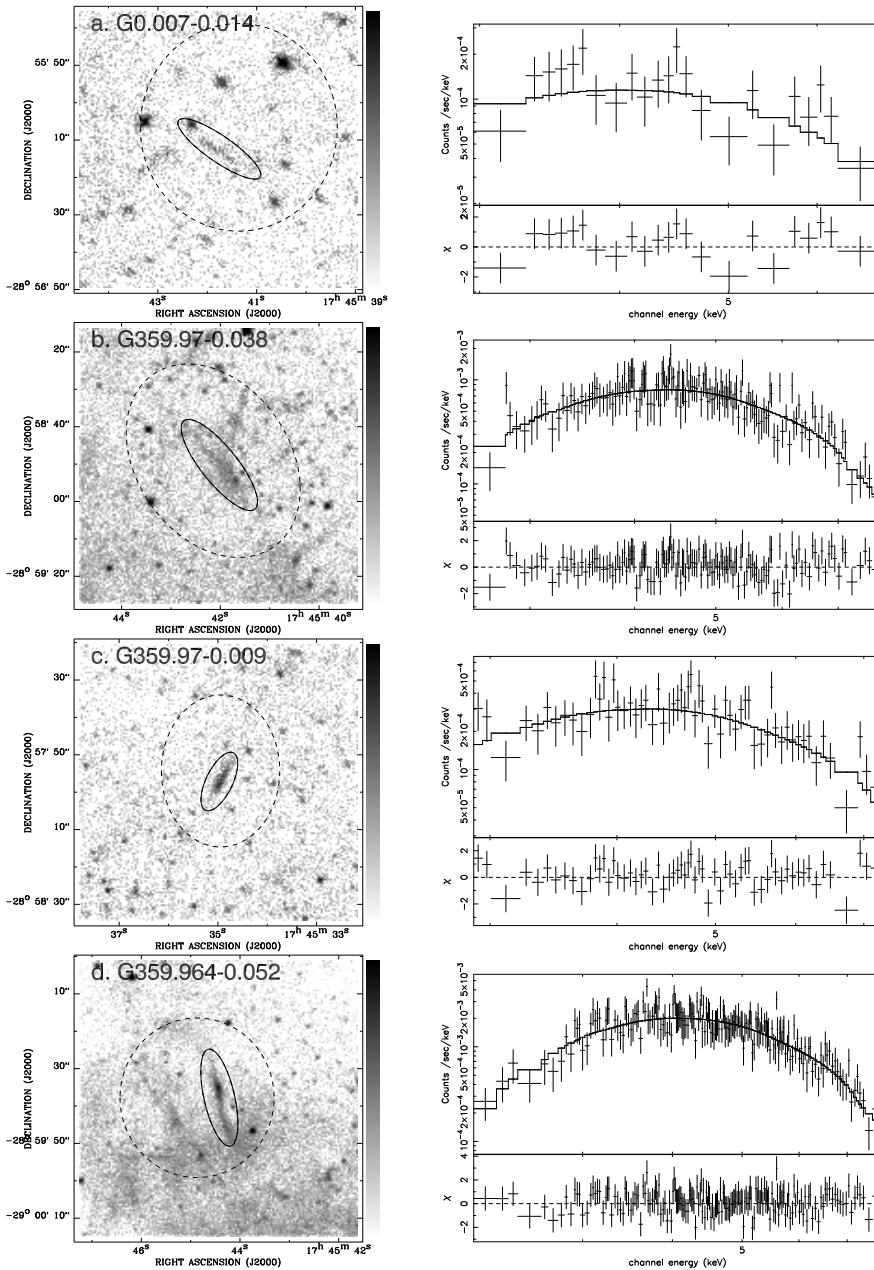 a. G0.007-0.014
55' 50"
10"
30"
-28° 56' 50"
DECLINATION (J2000)
43ˢ 41ˢ 17ʰ 45ᵐ 39ˢ
RIGHT ASCENSION (J2000)
Counts /sec/keV
2×10⁻⁴
10⁻⁴
5×10⁻⁵
2×10⁻⁵
χ
2
0
-2
5
channel energy (keV)
b. G359.97-0.038
20"
58' 40"
00"
-28° 59' 20"
DECLINATION (J2000)
44ˢ 42ˢ 17ʰ 45ᵐ 40ˢ
RIGHT ASCENSION (J2000)
Counts /sec/keV
2×10⁻³
10⁻³
5×10⁻⁴
2×10⁻⁴
10⁻⁴
5×10⁻⁵
χ
2
0
-2
5
channel energy (keV)
c. G359.97-0.009
30"
57' 50"
10"
-28° 58' 30"
DECLINATION (J2000)
37ˢ 35ˢ 17ʰ 45ᵐ 33ˢ
RIGHT ASCENSION (J2000)
Counts /sec/keV
5×10⁻⁴
2×10⁻⁴
10⁻⁴
5×10⁻⁵
χ
2
0
-2
5
channel energy (keV)
d. G359.964-0.052
10"
30"
-28° 59' 50"
-29° 00' 10"
DECLINATION (J2000)
46ˢ 44ˢ 17ʰ 45ᵐ 42ˢ
RIGHT ASCENSION (J2000)
Counts /sec/keV
5×10⁻³
2×10⁻³
10⁻³
5×10⁻⁴
2×10⁻⁴
10⁻⁴
χ
4
2
0
-2
5
channel energy (keV)